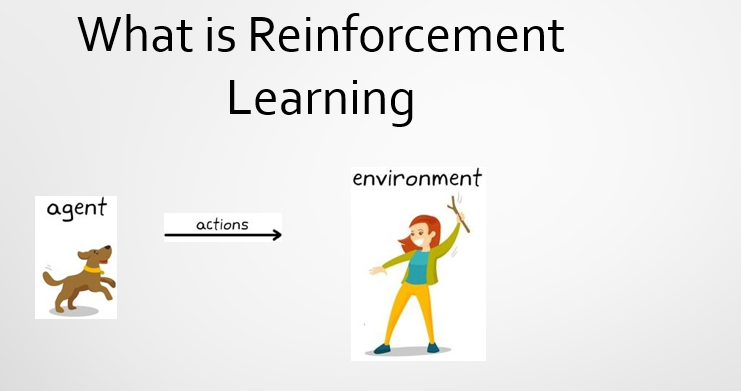 What is Reinforcement
Learning
agent
actions
environment